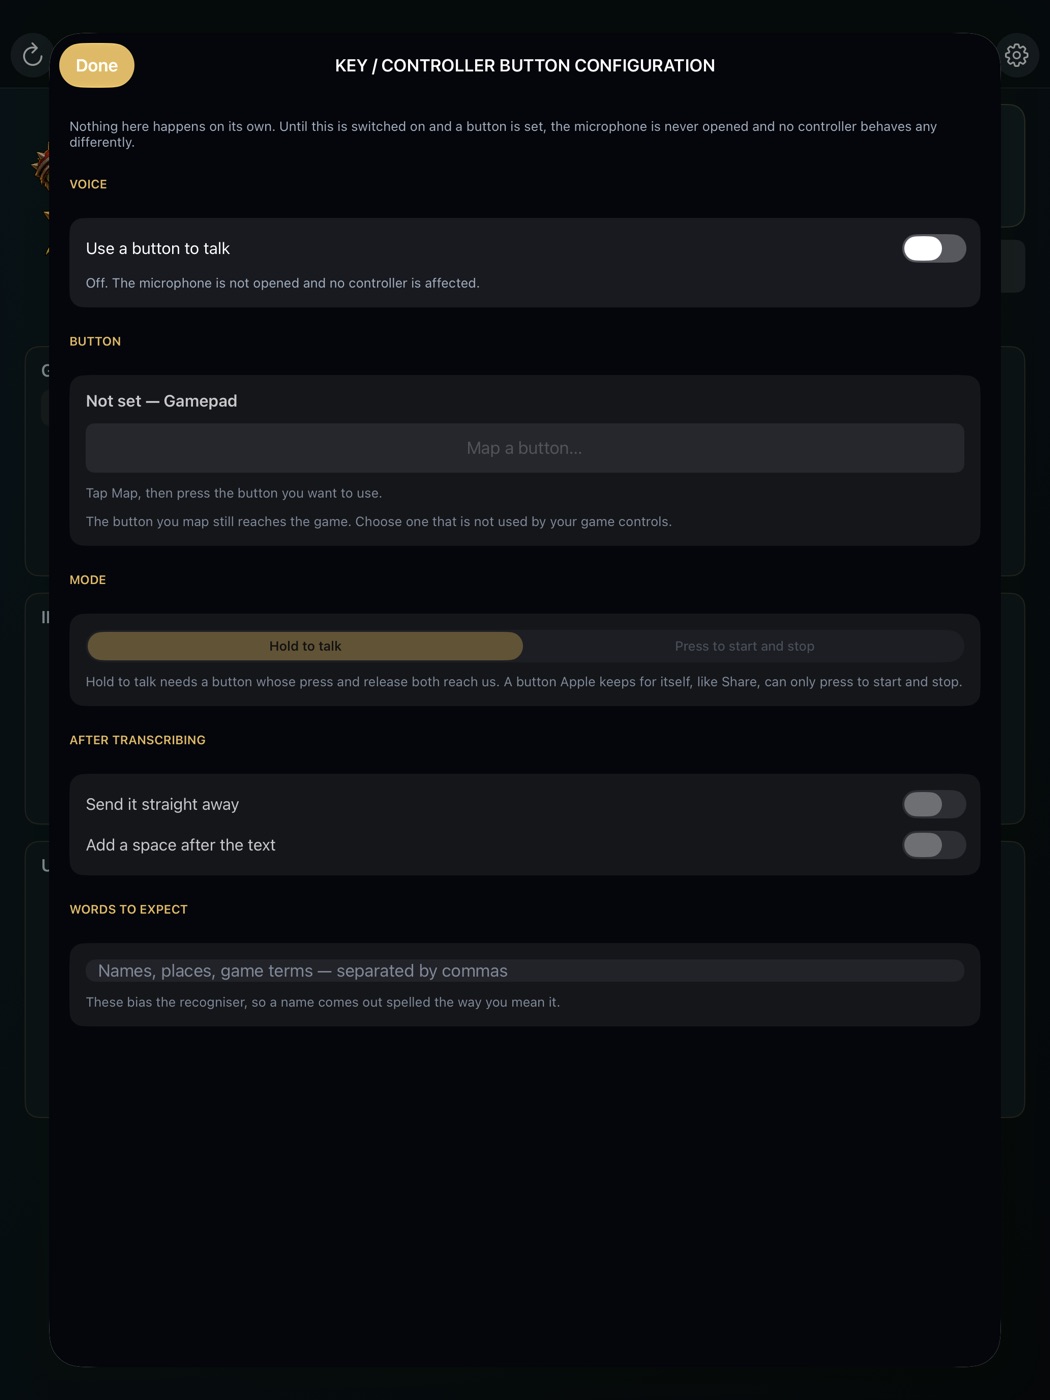 Done
KEY / CONTROLLER BUTTON CONFIGURATION
Nothing here happens on its own. Until this is switched on and a button is set, the microphone is never opened and no controller behaves any
differently.
VOICE
Use a button to talk
Off. The microphone is not opened and no controller is affected.
BUTTON
Not set — Gamepad
Map a button...
Tap Map, then press the button you want to use.
The button you map still reaches the game. Choose one that is not used by your game controls.
MODE
Hold to talk
Press to start and stop
Hold to talk needs a button whose press and release both reach us. A button Apple keeps for itself, like Share, can only press to start and stop.
AFTER TRANSCRIBING
Send it straight away
Add a space after the text
WORDS TO EXPECT
Names, places, game terms — separated by commas
These bias the recogniser, so a name comes out spelled the way you mean it.